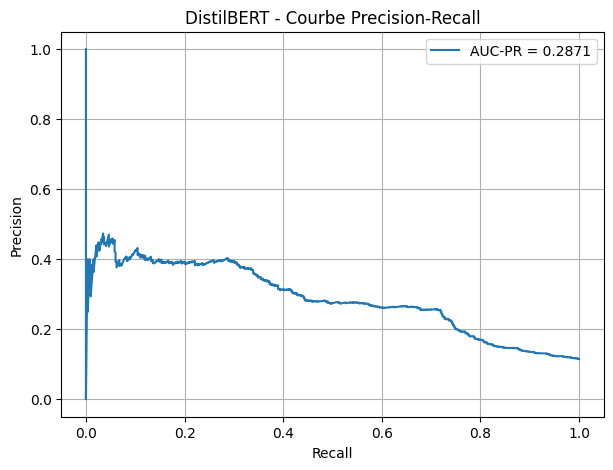 DistilBERT - Courbe Precision-Recall
AUC-PR = 0.2871
1.0
0.8
0.6
0.4
0.2
0.0
Precision
0.0 0.2 0.4 0.6 0.8 1.0
Recall